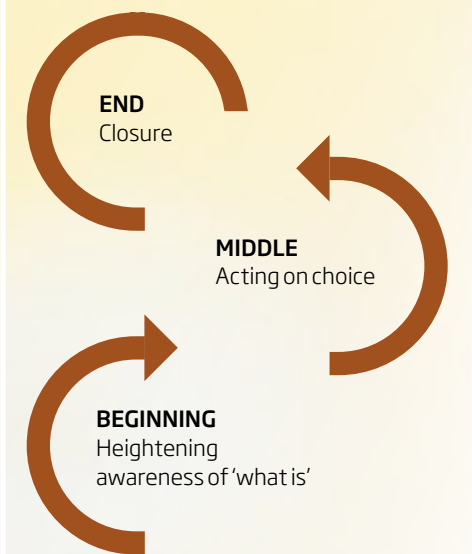 END
Closure
MIDDLE
Acting on choice
BEGINNING
Heightening
awareness of ‘what is’